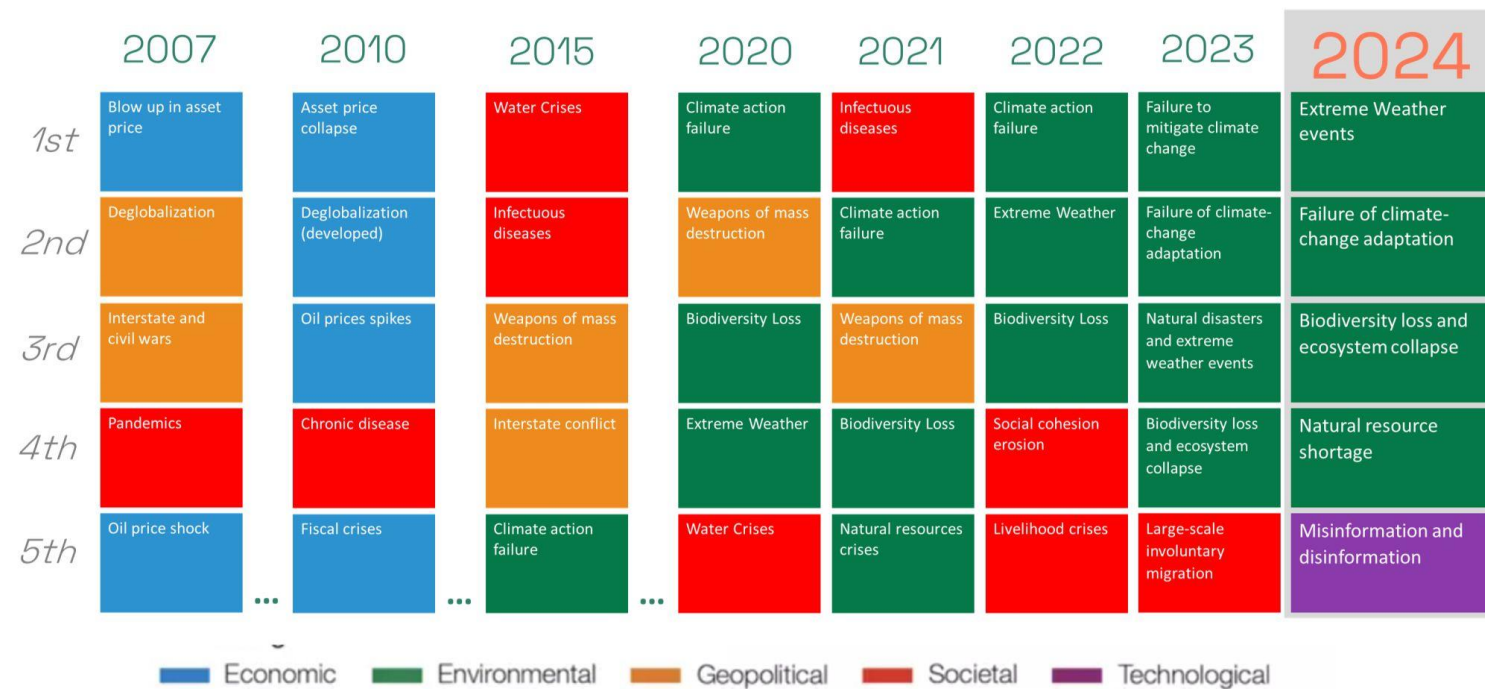 2007
2010
2015
2020
2021
2022
2023
2024
1st
Blow up in asset
price
Asset price
collapse
Water Crises
Climate action
failure
Infectuous
diseases
Climate action
failure
Failure to
mitigate climate
change
Extreme Weather
events
2nd
Deglobalization
Deglobalization
(developed)
Infectuous
diseases
Weapons of mass
destruction
Climate action
failure
Extreme Weather
Failure of climate-
change
adaptation
Failure of climate-
change adaptation
3rd
Interstate and
civil wars
Oil prices spikes
Weapons of mass
destruction
Biodiversity Loss
Weapons of mass
destruction
Biodiversity Loss
Natural disasters
and extreme
weather events
Biodiversity loss and
ecosystem collapse
4th
Pandemics
Chronic disease
Interstate conflict
Extreme Weather
Biodiversity Loss
Social cohesion
erosion
Biodiversity loss
and ecosystem
collapse
Natural resource
shortage
5th
Oil price shock
...
Fiscal crises
...
Climate action
failure
...
Water Crises
Natural resources
crises
Livelihood crises
Large-scale
involuntary
migration
Misinformation and
disinformation
Economic
Environmental
Geopolitical
Societal
Technological